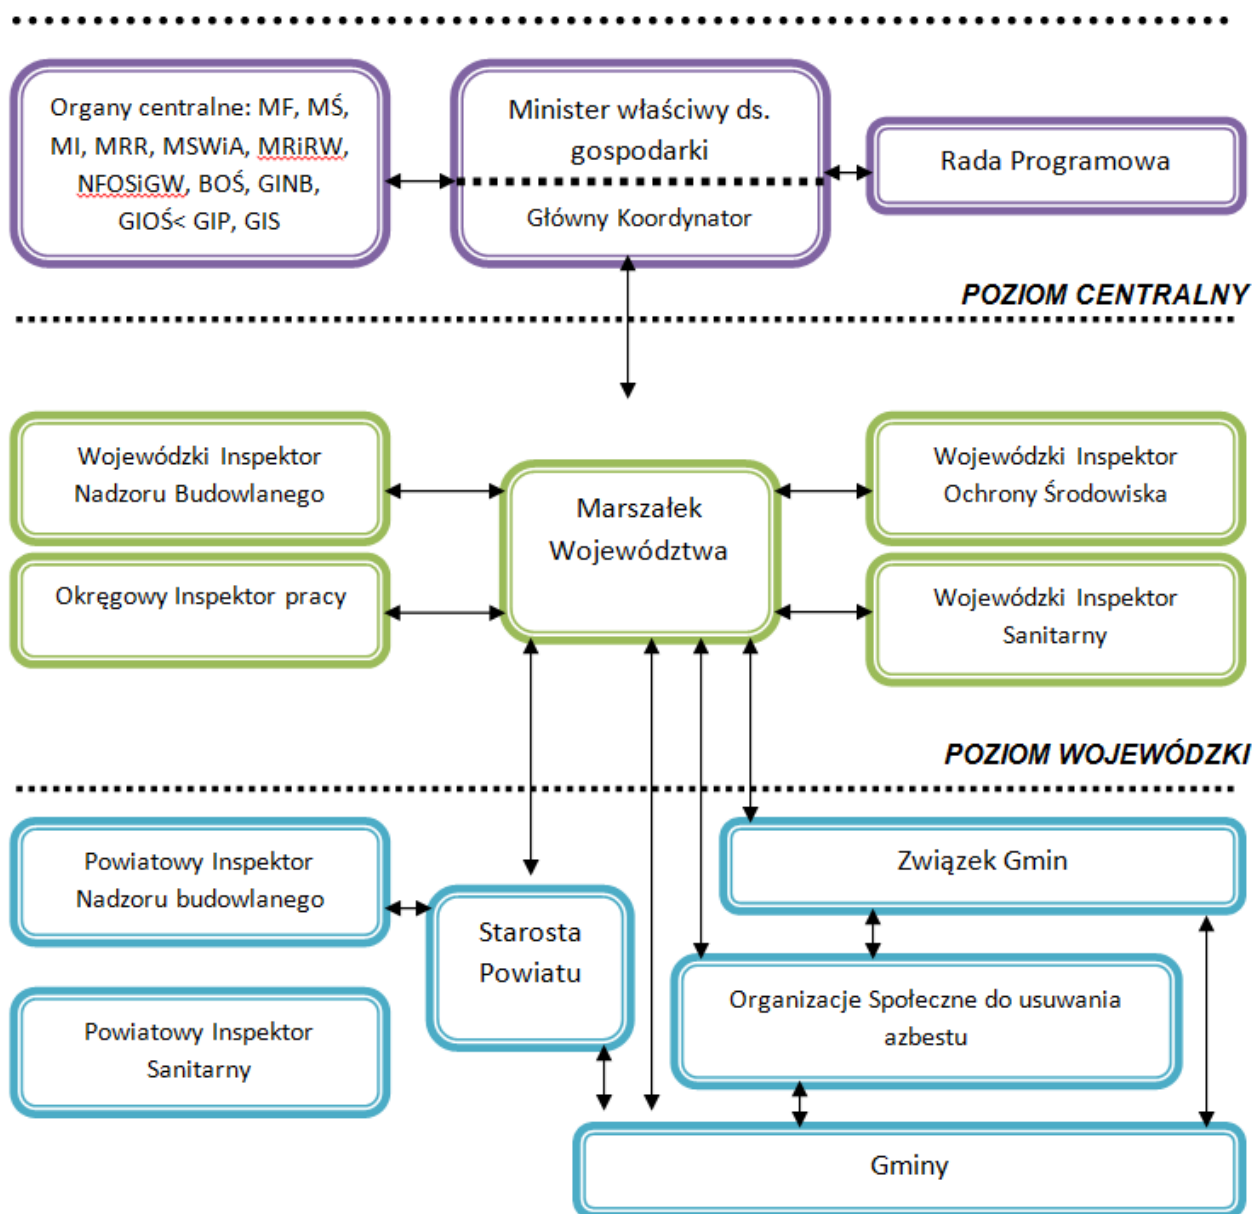 Organy centralne: MF, MŚ,
MI, MRR, MSWiA, MRiRW,
NFOSiGW, BOŚ, GINB,
GIOŚ< GIP, GIS
Minister właściwy ds.
gospodarki
Główny Koordynator
Rada Programowa
POZIOM CENTRALNY
Wojewódzki Inspektor
Nadzoru Budowlanego
Okręgowy Inspektor pracy
Marszałek
Województwa
Wojewódzki Inspektor
Ochrony Środowiska
Wojewódzki Inspektor
Sanitarny
POZIOM WOJEWÓDZKI
Powiatowy Inspektor
Nadzoru budowlanego
Powiatowy Inspektor
Sanitarny
Starosta
Powiatu
Związek Gmin
Organizacje Społeczne do usuwania
azbestu
Gminy